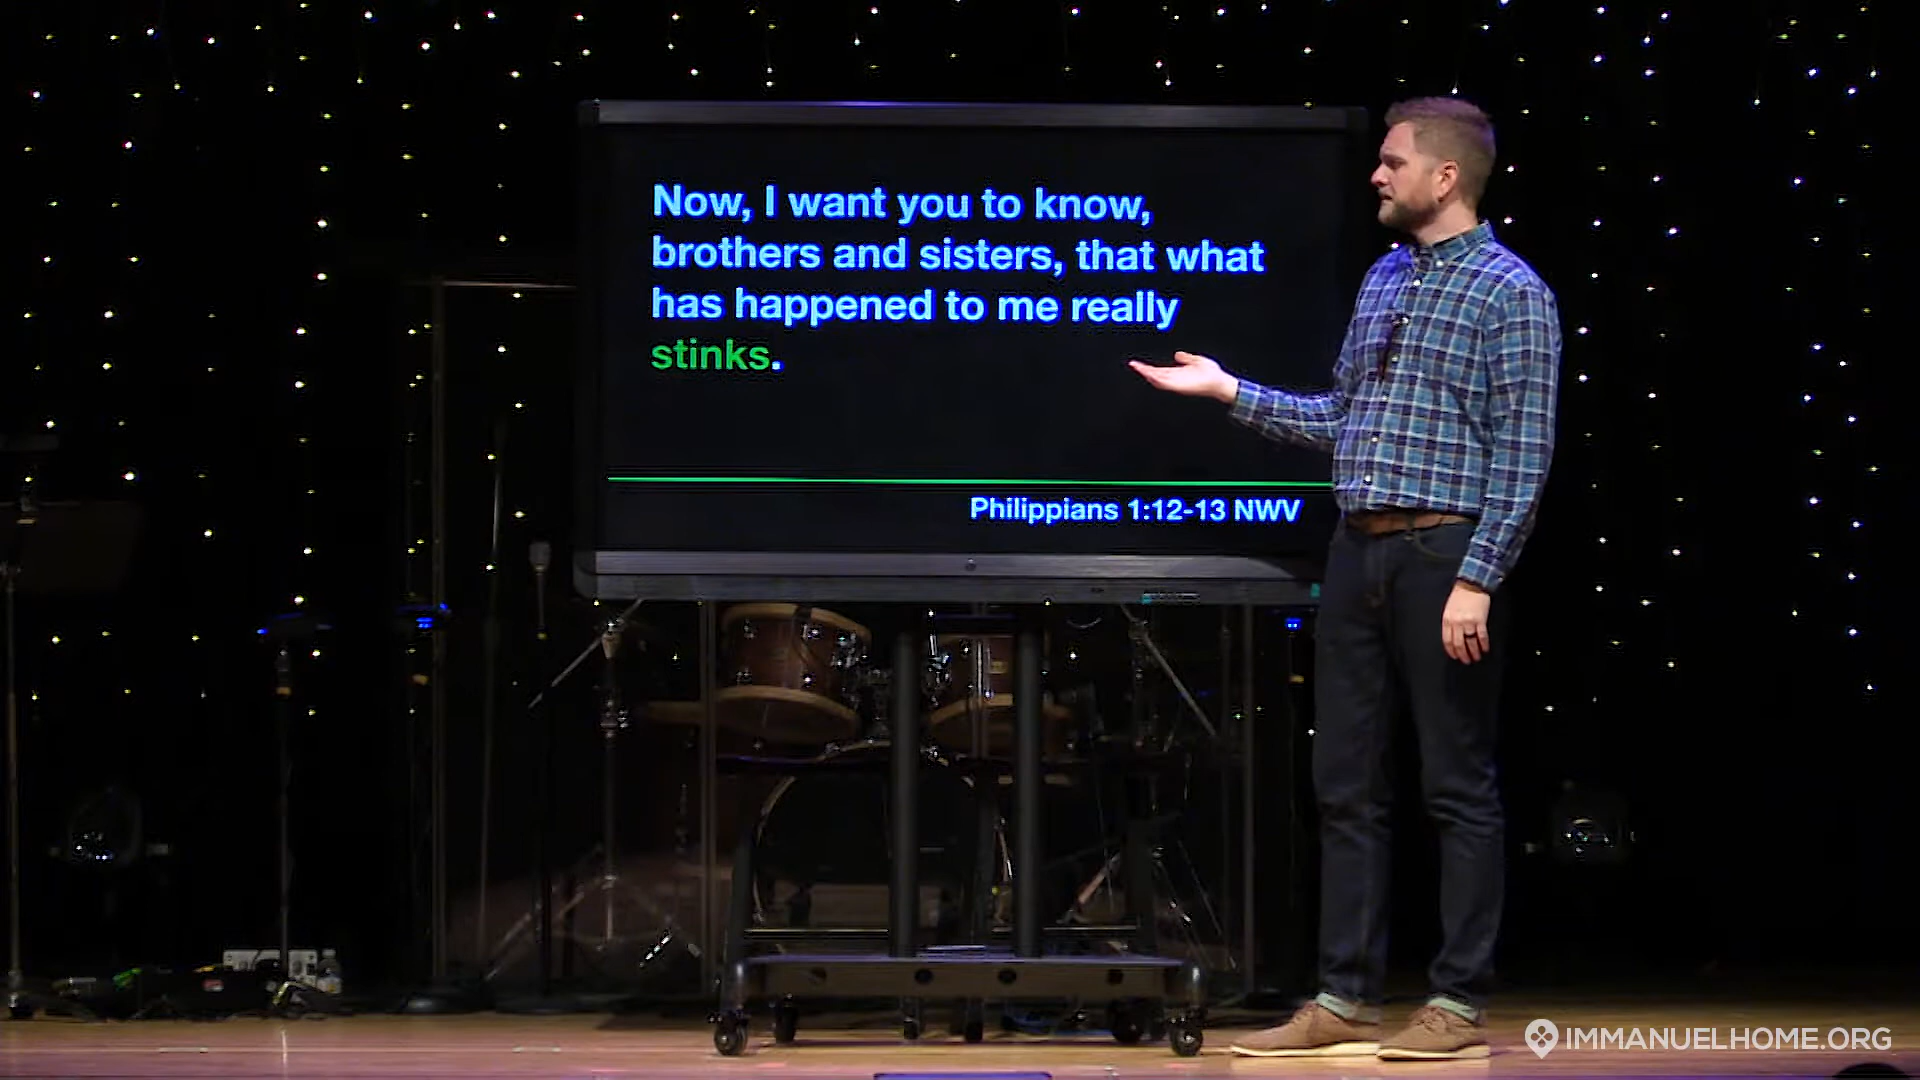 Now, I want you to know,
brothers and sisters, that what
has happened to me really
stinks.
Philippians 1:12-13 NWV
IMMANUELHOME.ORG